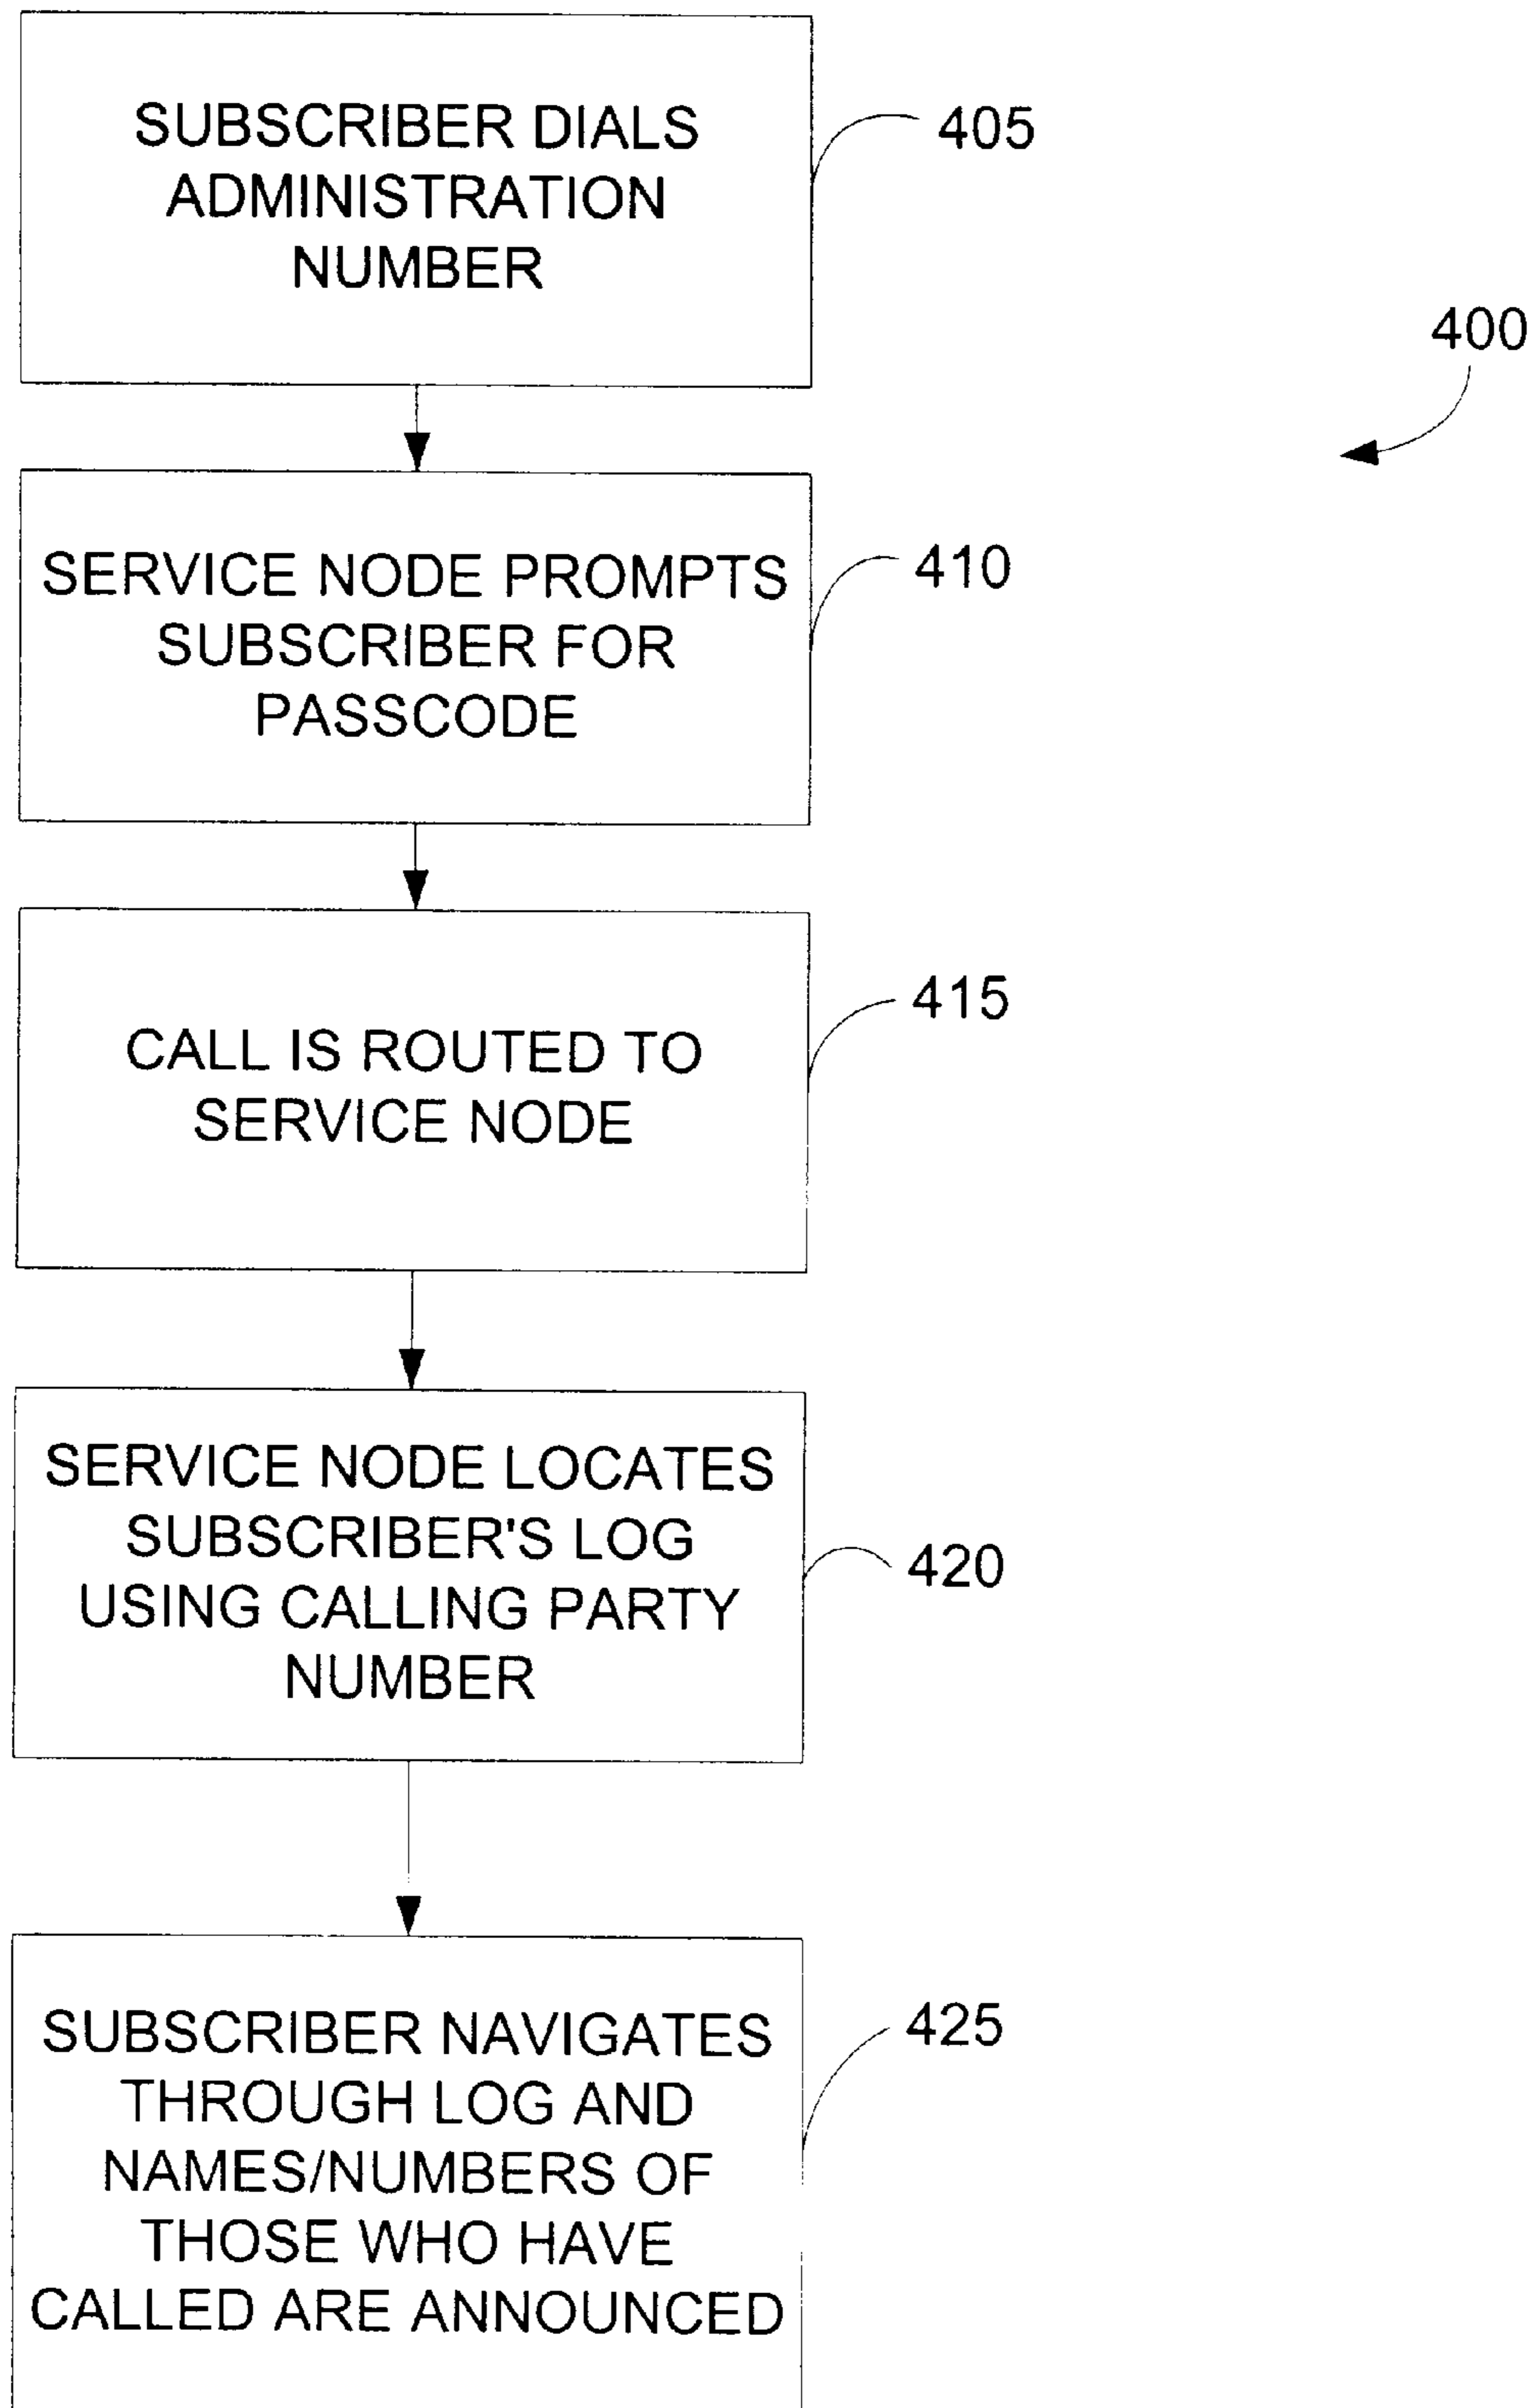 SUBSCRIBER DIALS
ADMINISTRATION
NUMBER
405
400
SERVICE NODE PROMPTS
SUBSCRIBER FOR
PASSCODE
410
CALL IS ROUTED TO
SERVICE NODE
415
SERVICE NODE LOCATES
SUBSCRIBER'S LOG
USING CALLING PARTY
NUMBER
420
SUBSCRIBER NAVIGATES
THROUGH LOG AND
NAMES/NUMBERS OF
THOSE WHO HAVE
CALLED ARE ANNOUNCED
425